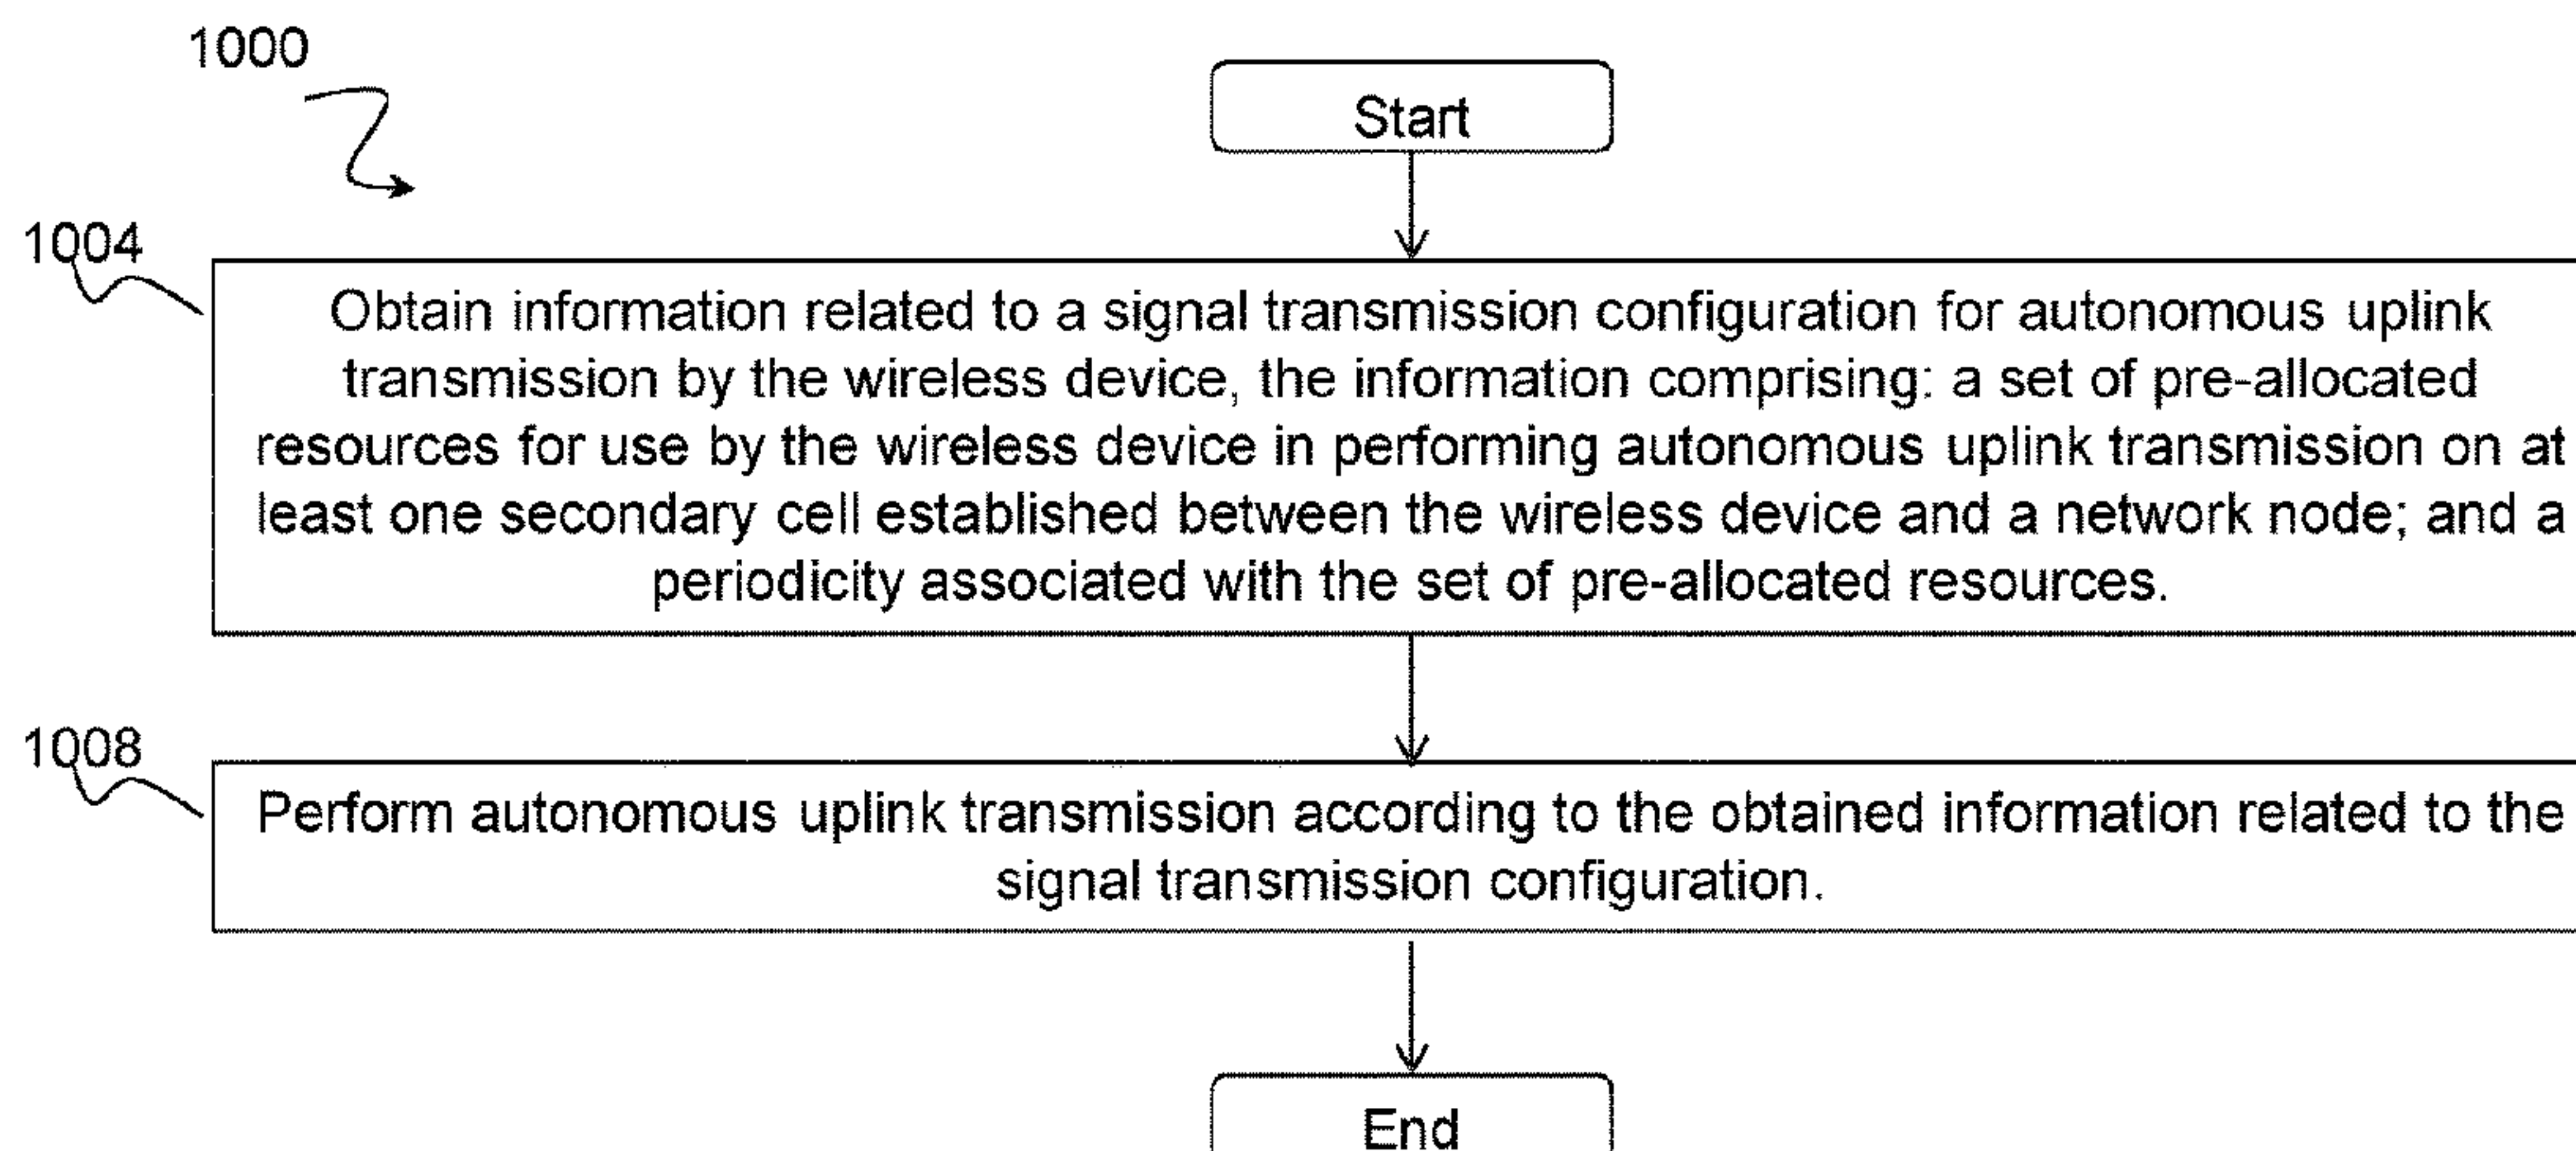 1000
Start
1004
Obtain information related to a signal transmission configuration for autonomous uplink
transmission by the wireless device, the information comprising: a set of pre-allocated
resources for use by the wireless device in performing autonomous uplink transmission on at
least one secondary cell established between the wireless device and a network node; and a
periodicity associated with the set of pre-allocated resources.
1008
Perform autonomous uplink transmission according to the obtained information related to the
signal transmission configuration.
End